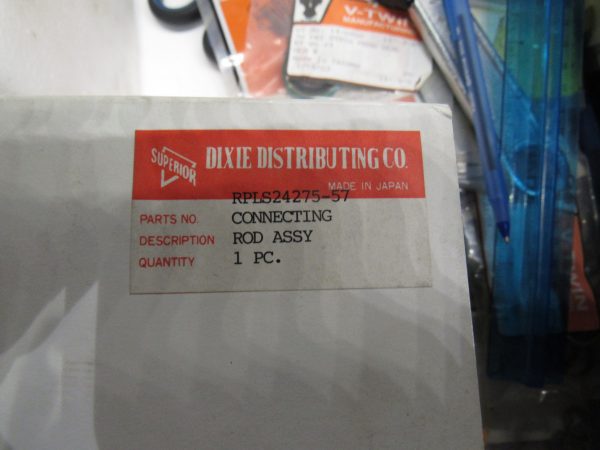 V-TWIN
MANUFACTURING
SUPERIOR
DIXIE DISTRIBUTING CO.
MADE IN JAPAN
RPLS24275-57
PARTS NO. CONNECTING
DESCRIPTION ROD ASSY
QUANTITY 1 PC.